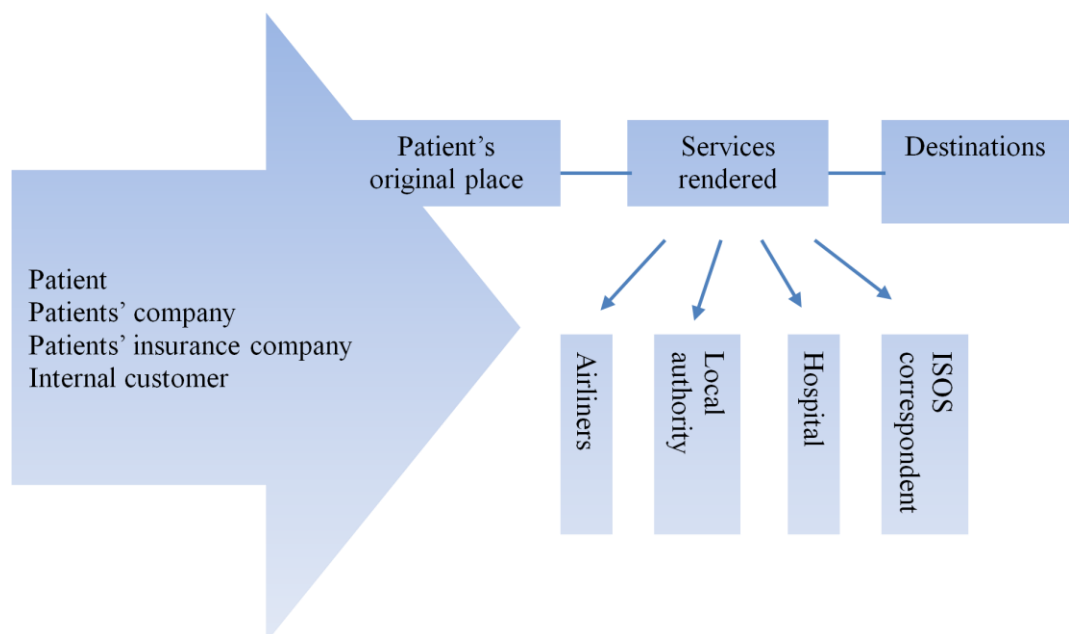 Patient's
original place
Services
rendered
Destinations
Patient
Patients' company
Patients' insurance company
Internal customer
Airliners
Local
authority
Hospital
ISOS
correspondent